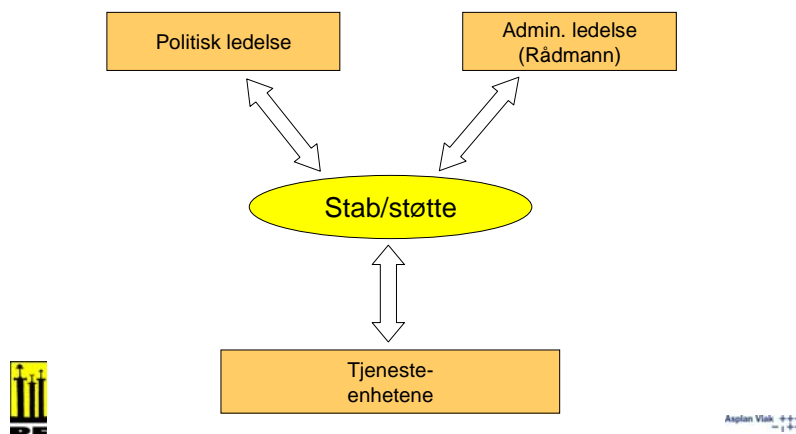 Politisk ledelse
Admin. ledelse
(Rådmann)
Stab/støtte
Tjeneste-
enhetene
Asplan Viak